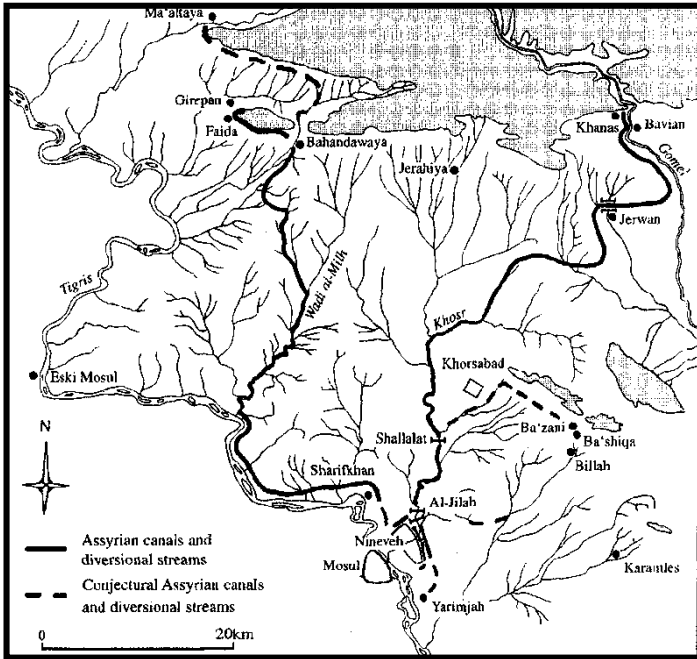 Ma'altaya
Girepan
Faida
Bahandawaya
Khanas
Bavian
Gomel
Jerahiya
Jerwan
Tigris
Wadi al-Milh
Khosr
Khorsabad
Eski Mosul
Ba'zani
Ba'shiqa
Shallalat
Billah
N
Sharifkhan
Al-Jilah
Nineveh
Mosul
Karamles
Yarimjah
Assyrian canals and
diversional streams
Conjectural Assyrian canals
and diversional streams
0 20km